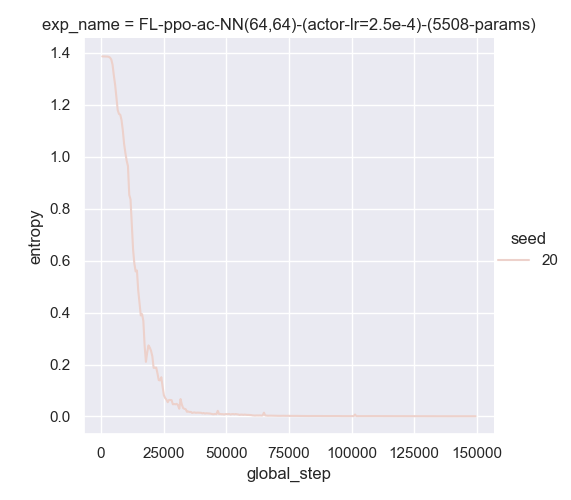 exp_name = FL-ppo-ac-NN(64,64)-(actor-lr=2.5e-4)-(5508-params)
1.4
1.2
1.0
0.8
0.6
0.4
0.2
0.0
entropy
0 25000 50000 75000 100000 125000 150000
global_step
seed
20